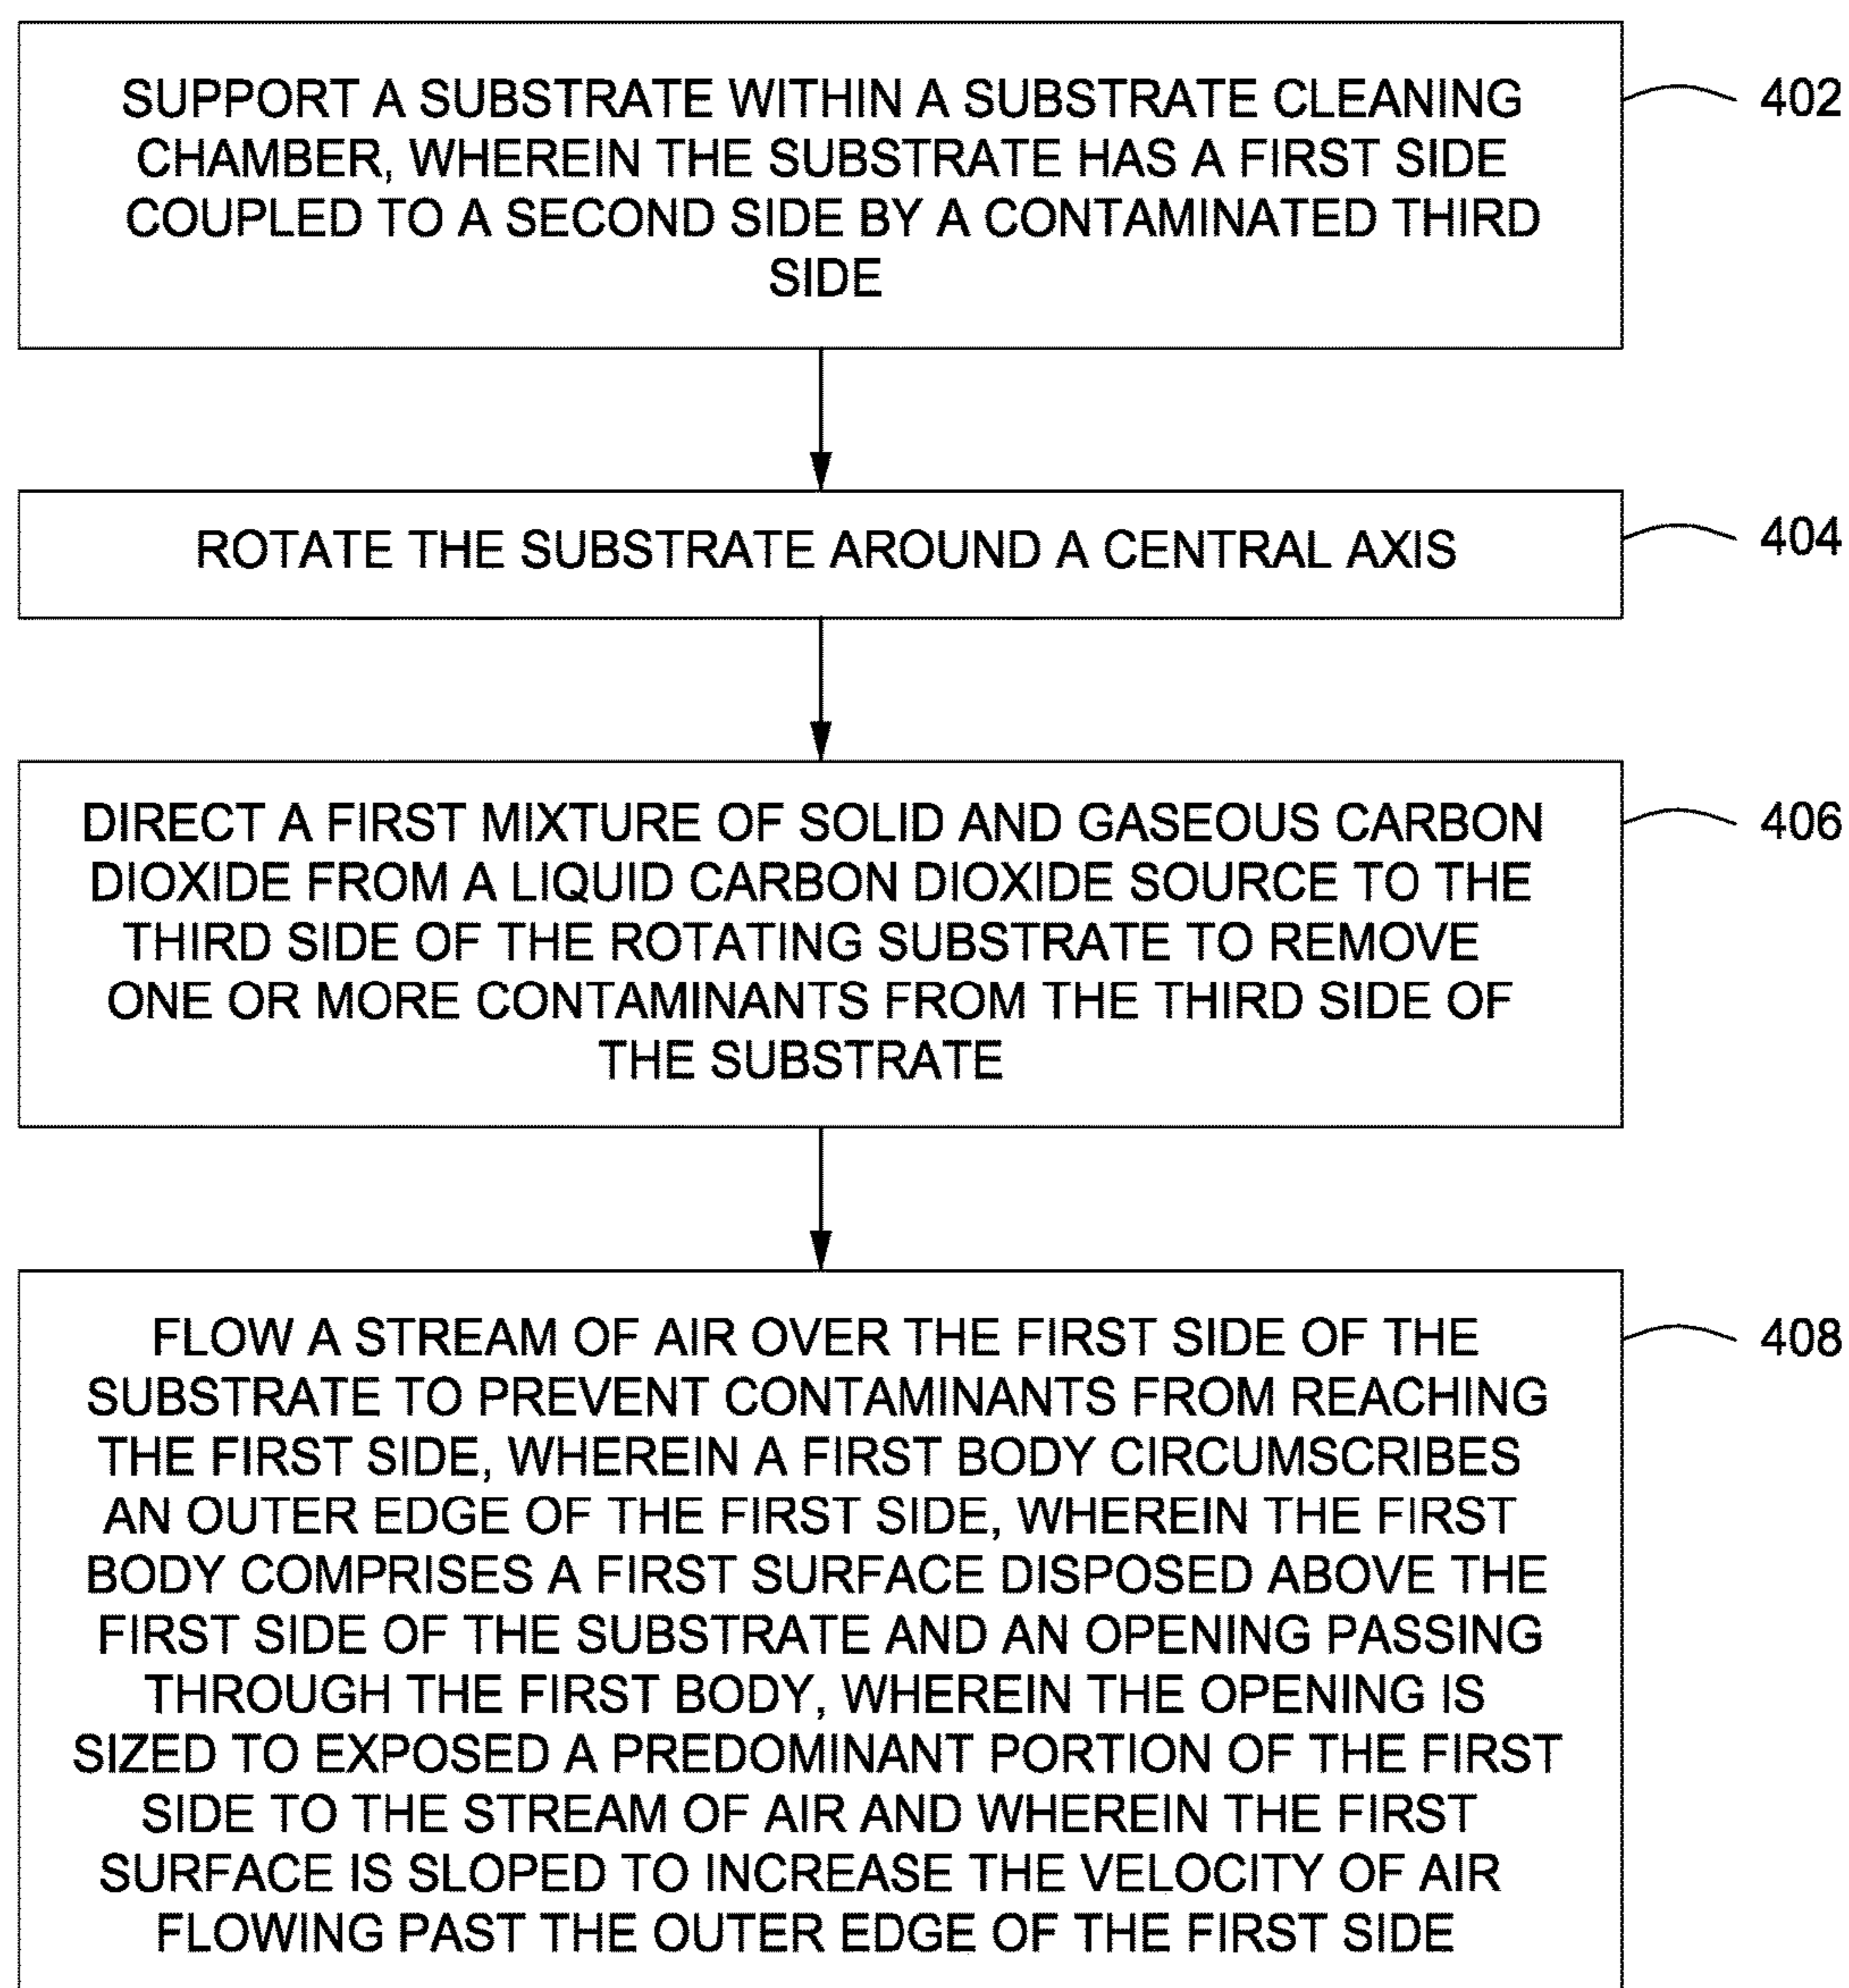 SUPPORT A SUBSTRATE WITHIN A SUBSTRATE CLEANING
CHAMBER, WHEREIN THE SUBSTRATE HAS A FIRST SIDE
COUPLED TO A SECOND SIDE BY A CONTAMINATED THIRD
SIDE
402
ROTATE THE SUBSTRATE AROUND A CENTRAL AXIS
404
DIRECT A FIRST MIXTURE OF SOLID AND GASEOUS CARBON
DIOXIDE FROM A LIQUID CARBON DIOXIDE SOURCE TO THE
THIRD SIDE OF THE ROTATING SUBSTRATE TO REMOVE
ONE OR MORE CONTAMINANTS FROM THE THIRD SIDE OF
THE SUBSTRATE
406
FLOW A STREAM OF AIR OVER THE FIRST SIDE OF THE
SUBSTRATE TO PREVENT CONTAMINANTS FROM REACHING
THE FIRST SIDE, WHEREIN A FIRST BODY CIRCUMSCRIBES
AN OUTER EDGE OF THE FIRST SIDE, WHEREIN THE FIRST
BODY COMPRISES A FIRST SURFACE DISPOSED ABOVE THE
FIRST SIDE OF THE SUBSTRATE AND AN OPENING PASSING
THROUGH THE FIRST BODY, WHEREIN THE OPENING IS
SIZED TO EXPOSED A PREDOMINANT PORTION OF THE FIRST
SIDE TO THE STREAM OF AIR AND WHEREIN THE FIRST
SURFACE IS SLOPED TO INCREASE THE VELOCITY OF AIR
FLOWING PAST THE OUTER EDGE OF THE FIRST SIDE
408